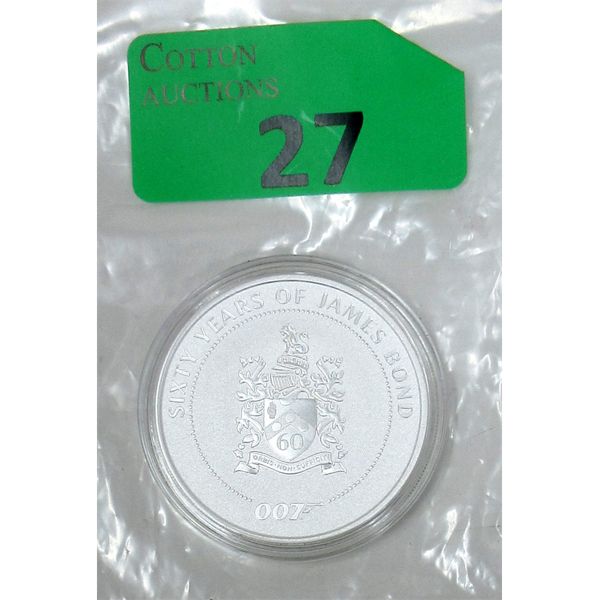 COTTON
AUCTIONS
27
SIXTY YEARS OF JAMES BOND
60
ORBIS·NON·SUFFICIT
007